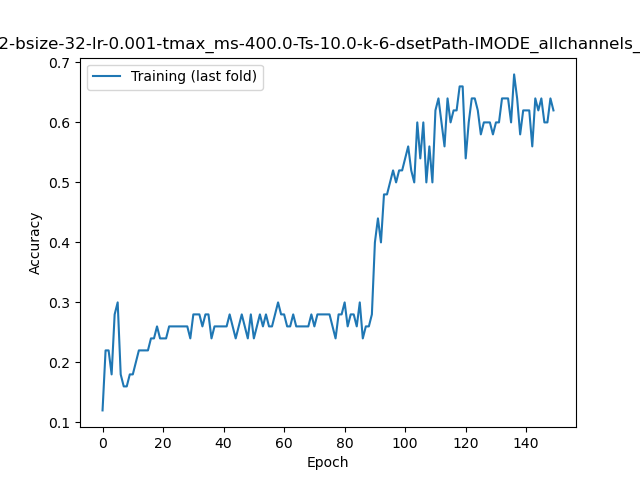 2-bsize-32-lr-0.001-tmax_ms-400.0-Ts-10.0-k-6-dsetPath-IMODE_allchannels_
0.7
Training (last fold)
0.6
0.5
0.4
0.3
0.2
0.1
Accuracy
0 20 40 60 80 100 120 140
Epoch